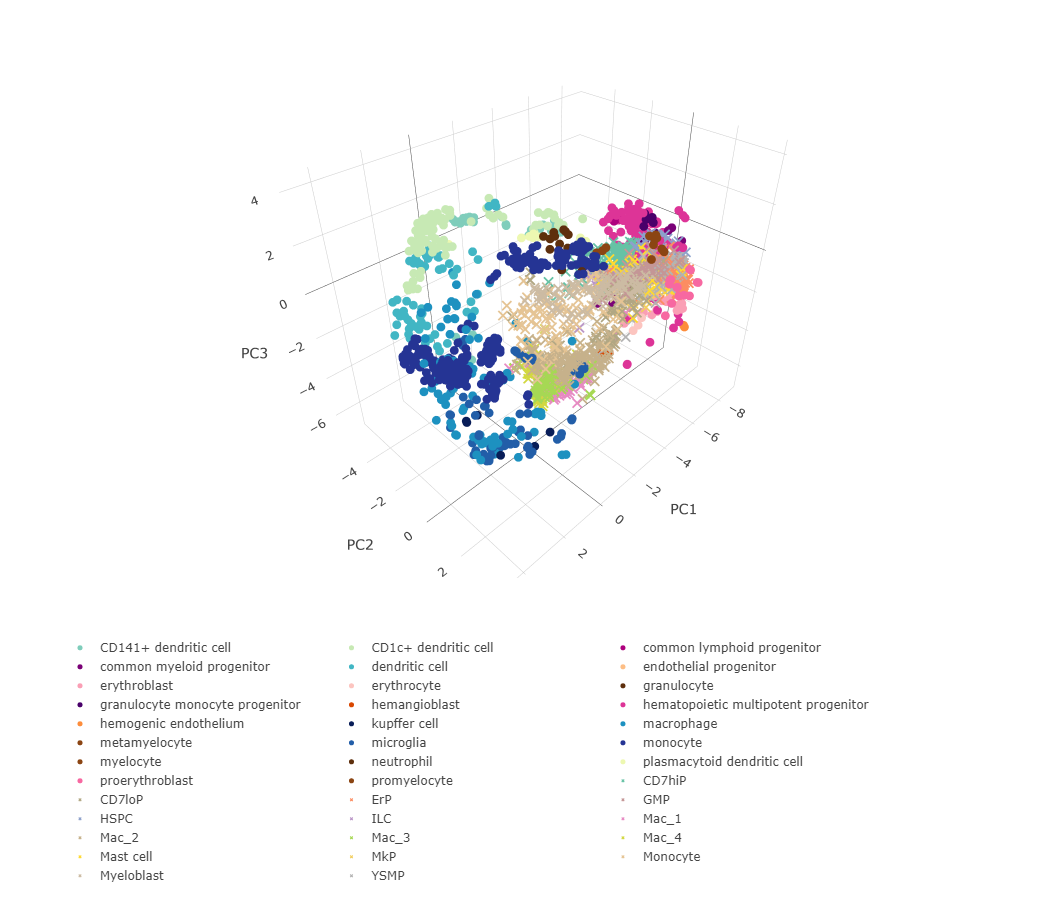 4
2
0
PC3
−2
−4
−6
−4
−2
0
2
PC2
−8
−6
−4
−2
0
2
PC1
CD141+ dendritic cell
CD1c+ dendritic cell
common lymphoid progenitor
common myeloid progenitor
dendritic cell
endothelial progenitor
erythroblast
erythrocyte
granulocyte
granulocyte monocyte progenitor
hemangioblast
hematopoietic multipotent progenitor
hemogenic endothelium
kupffer cell
macrophage
metamyelocyte
microglia
monocyte
myelocyte
neutrophil
plasmacytoid dendritic cell
proerythroblast
promyelocyte
CD7hiP
CD7loP
ErP
GMP
HSPC
ILC
Mac_1
Mac_2
Mac_3
Mac_4
Mast cell
MkP
Monocyte
Myeloblast
YSMP